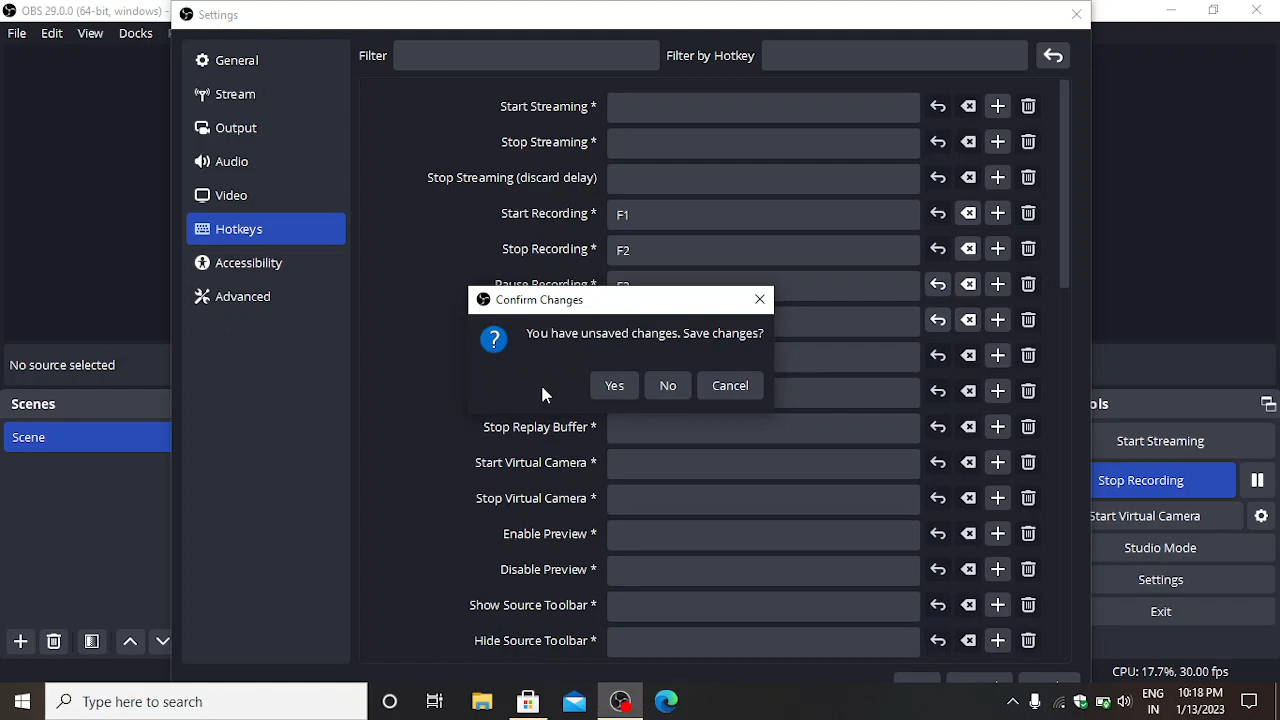 OBS 29.0.0 (64-bit, windows) -
Settings
File Edit View Docks
General
Stream
Output
Audio
Video
Hotkeys
Accessibility
Advanced
Filter
Filter by Hotkey
Start Streaming *
Stop Streaming *
Stop Streaming (discard delay)
Start Recording * F1
Stop Recording * F2
Pause Recording *
Confirm Changes
You have unsaved changes. Save changes?
Yes No Cancel
Stop Replay Buffer *
Start Virtual Camera *
Stop Virtual Camera *
Enable Preview *
Disable Preview *
Show Source Toolbar *
Hide Source Toolbar *
No source selected
Scenes
Scene
Start Streaming
Stop Recording
Start Virtual Camera
Studio Mode
Settings
Exit
CPU: 17.7%, 30.00 fps
Type here to search
ENG
IN
10:18 PM
1/13/2023